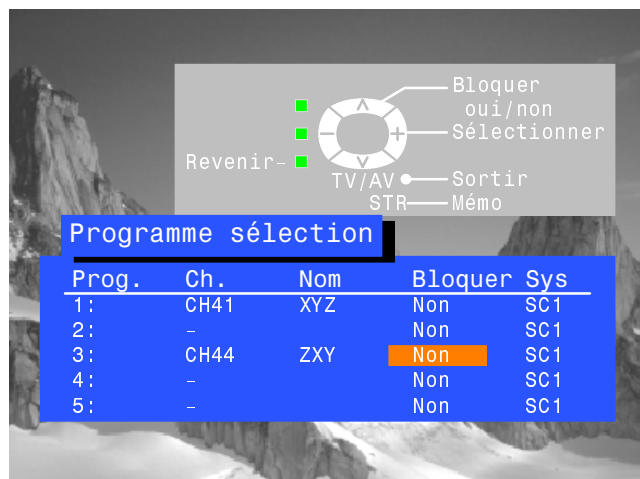 Bloquer
oui/non
Sélectionner
Revenir–
TV/AV Sortir
STR Mémo
Programme sélection
Prog. Ch. Nom Bloquer Sys
1: CH41 XYZ Non SC1
2: – Non SC1
3: CH44 ZXY Non SC1
4: – Non SC1
5: – Non SC1